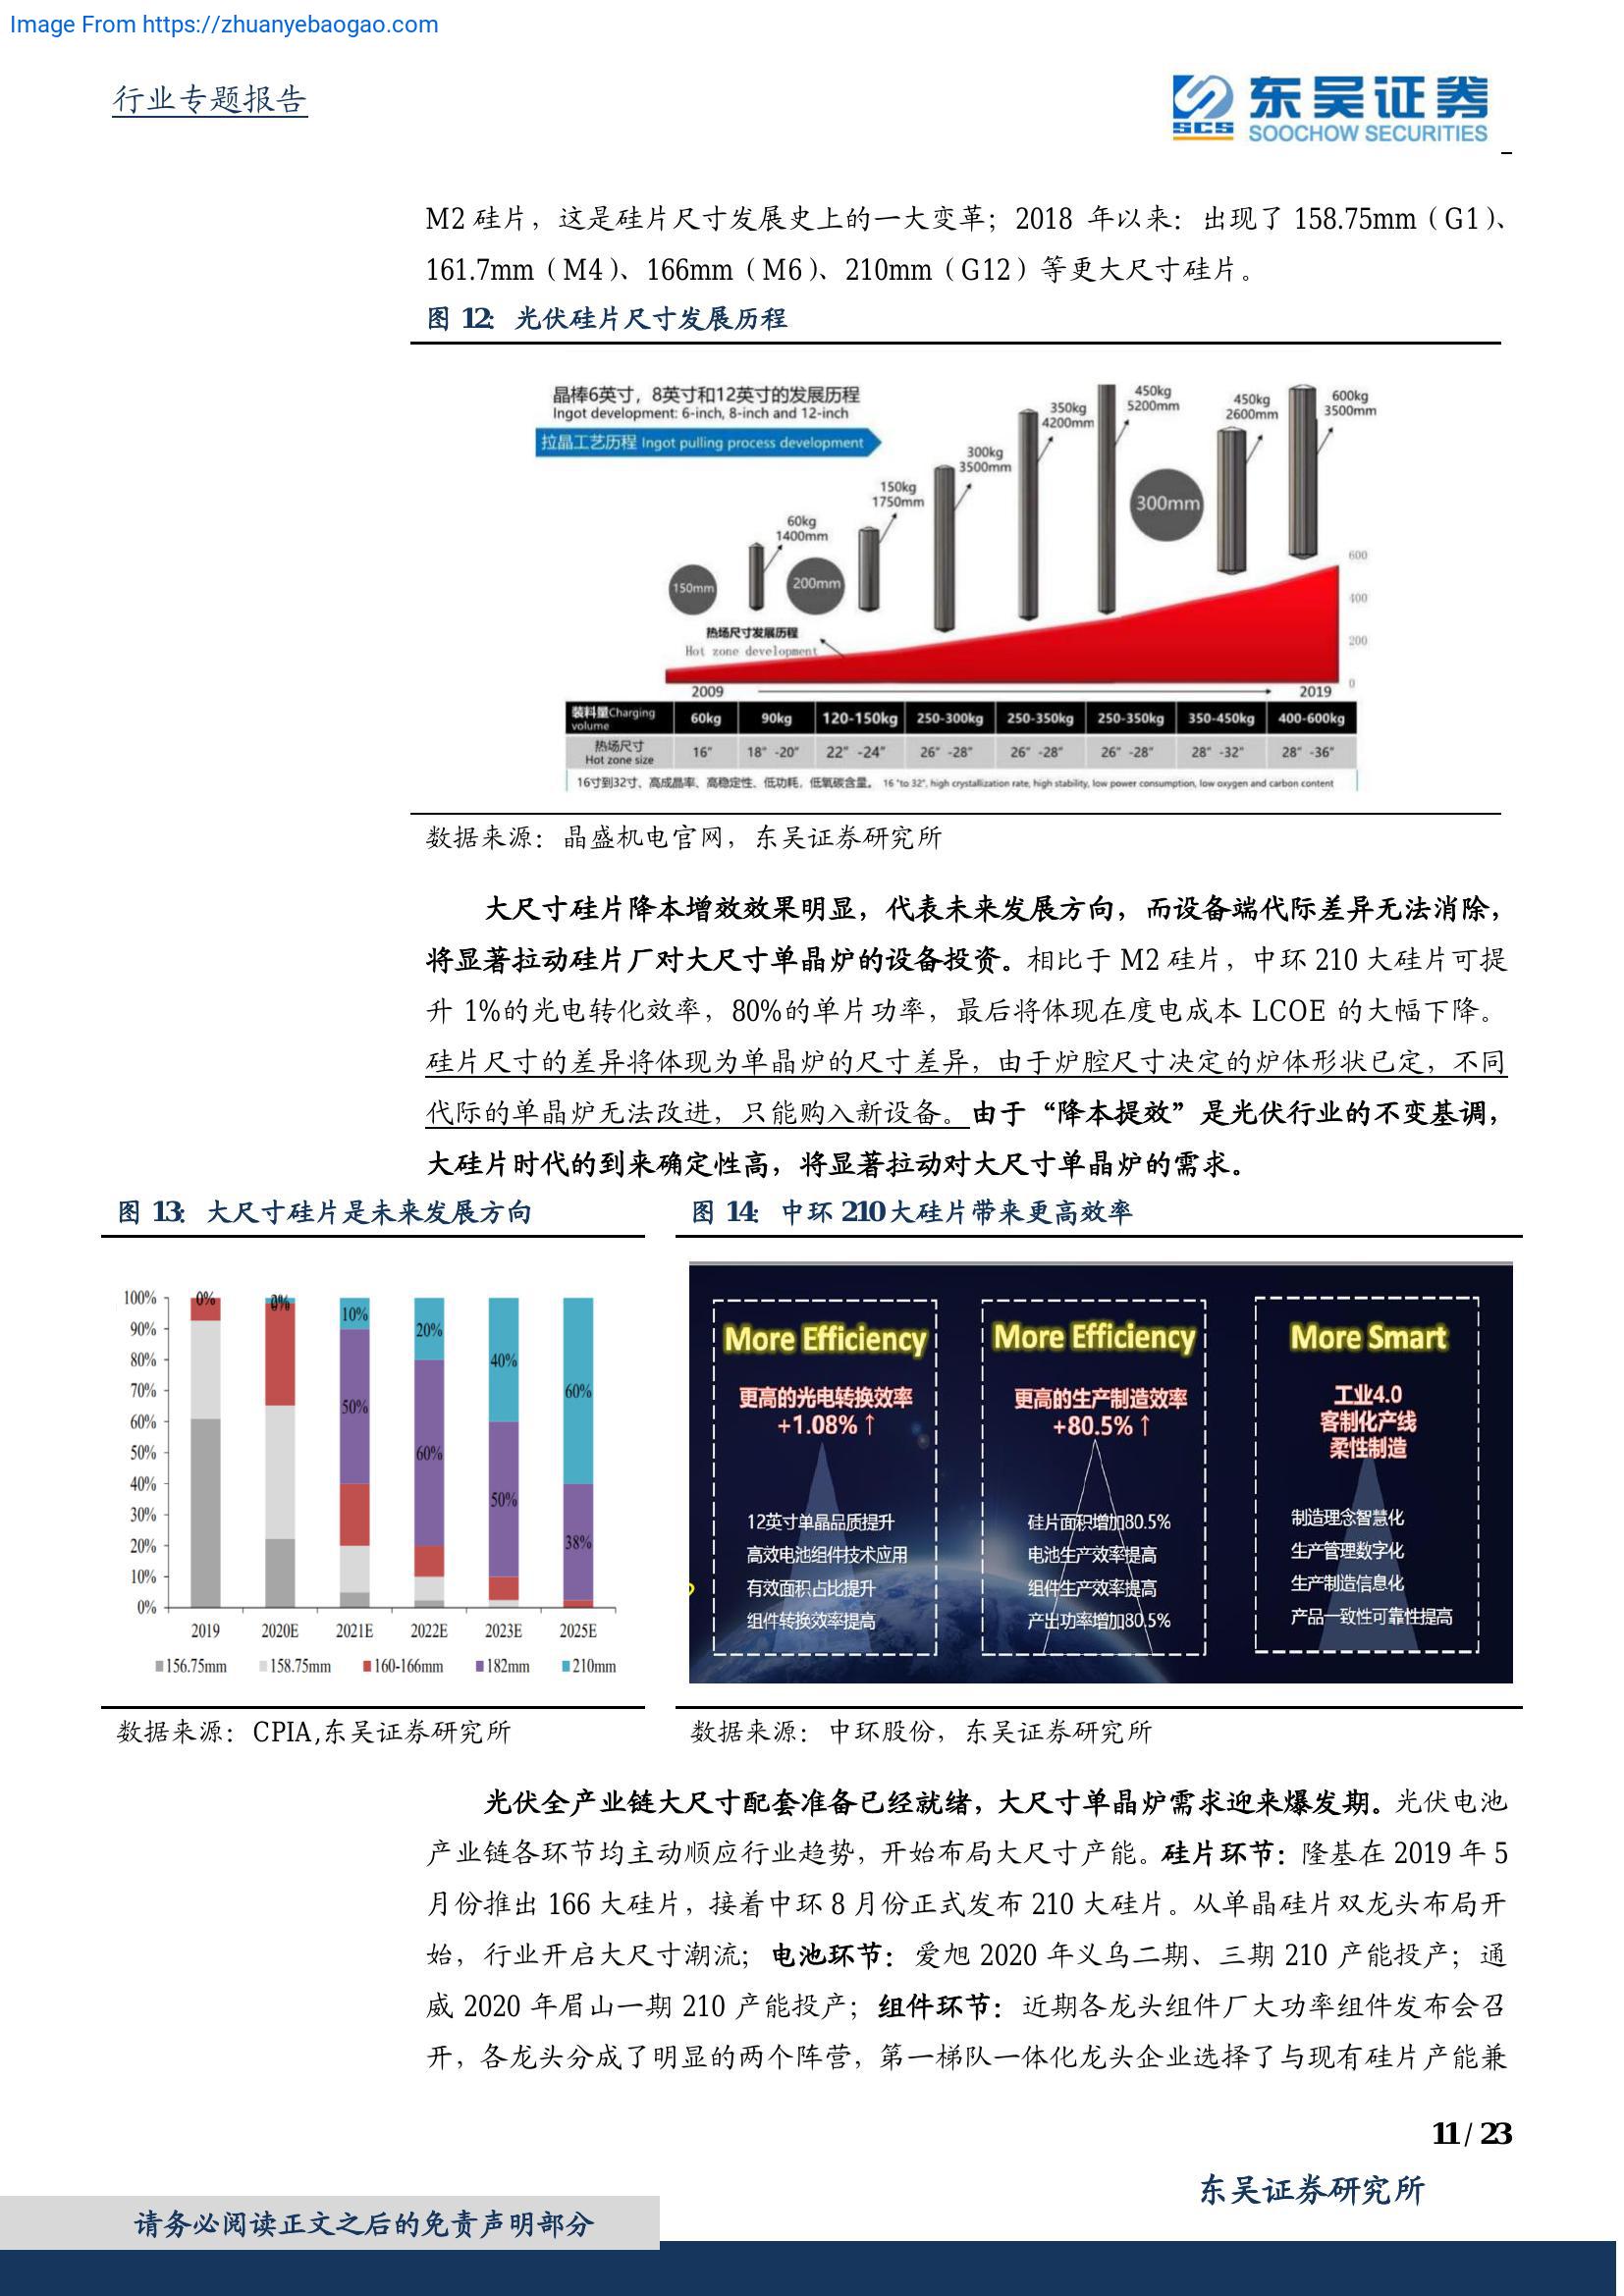 Image From https://zhuanyebaogao.com
行业专题报告
SCS 东吴证券
SOOCHOW SECURITIES
M2 硅片，这是硅片尺寸发展史上的一大变革；2018 年以来：出现了 158.75mm（G1）、
161.7mm（M4）、166mm（M6）、210mm（G12）等更大尺寸硅片。
图 12：光伏硅片尺寸发展历程
晶棒6英寸，8英寸和12英寸的发展历程
Ingot development: 6-inch, 8-inch and 12-inch
拉晶工艺历程 Ingot pulling process development
150mm
60kg
1400mm
200mm
150kg
1750mm
300kg
3500mm
350kg
4200mm
450kg
5200mm
300mm
450kg
2600mm
600kg
3500mm
600
400
200
0
热场尺寸发展历程
Hot zone development
2009 2019
装料量Charging volume 60kg 90kg 120-150kg 250-300kg 250-350kg 250-350kg 350-450kg 400-600kg
热场尺寸 Hot zone size 16" 18" -20" 22" -24" 26" -28" 26" -28" 26" -28" 28" -32" 28" -36"
16寸到32寸、高成晶率、高稳定性、低功耗，低氧碳含量。 16 "to 32", high crystallization rate, high stability, low power consumption, low oxygen and carbon content
数据来源：晶盛机电官网，东吴证券研究所
大尺寸硅片降本增效效果明显，代表未来发展方向，而设备端代际差异无法消除，
将显著拉动硅片厂对大尺寸单晶炉的设备投资。相比于 M2 硅片，中环 210 大硅片可提
升 1%的光电转化效率，80%的单片功率，最后将体现在度电成本 LCOE 的大幅下降。
硅片尺寸的差异将体现为单晶炉的尺寸差异，由于炉腔尺寸决定的炉体形状已定，不同
代际的单晶炉无法改进，只能购入新设备。由于“降本提效”是光伏行业的不变基调，
大硅片时代的到来确定性高，将显著拉动对大尺寸单晶炉的需求。
图 13：大尺寸硅片是未来发展方向
100%
90%
80%
70%
60%
50%
40%
30%
20%
10%
0%
0%
0%
10%
50%
20%
60%
40%
50%
60%
38%
2019 2020E 2021E 2022E 2023E 2025E
156.75mm 158.75mm 160-166mm 182mm 210mm
数据来源：CPIA,东吴证券研究所
图 14：中环 210 大硅片带来更高效率
More Efficiency
更高的光电转换效率
+1.08%↑
12英寸单晶品质提升
高效电池组件技术应用
有效面积占比提升
组件转换效率提高
More Efficiency
更高的生产制造效率
+80.5%↑
硅片面积增加80.5%
电池生产效率提高
组件生产效率提高
产出功率增加80.5%
More Smart
工业4.0
客制化产线
柔性制造
制造理念智慧化
生产管理数字化
生产制造信息化
产品一致性可靠性提高
数据来源：中环股份，东吴证券研究所
光伏全产业链大尺寸配套准备已经就绪，大尺寸单晶炉需求迎来爆发期。光伏电池
产业链各环节均主动顺应行业趋势，开始布局大尺寸产能。硅片环节：隆基在 2019 年 5
月份推出 166 大硅片，接着中环 8 月份正式发布 210 大硅片。从单晶硅片双龙头布局开
始，行业开启大尺寸潮流；电池环节：爱旭 2020 年义乌二期、三期 210 产能投产；通
威 2020 年眉山一期 210 产能投产；组件环节：近期各龙头组件厂大功率组件发布会召
开，各龙头分成了明显的两个阵营，第一梯队一体化龙头企业选择了与现有硅片产能兼
11 / 23
东吴证券研究所
请务必阅读正文之后的免责声明部分